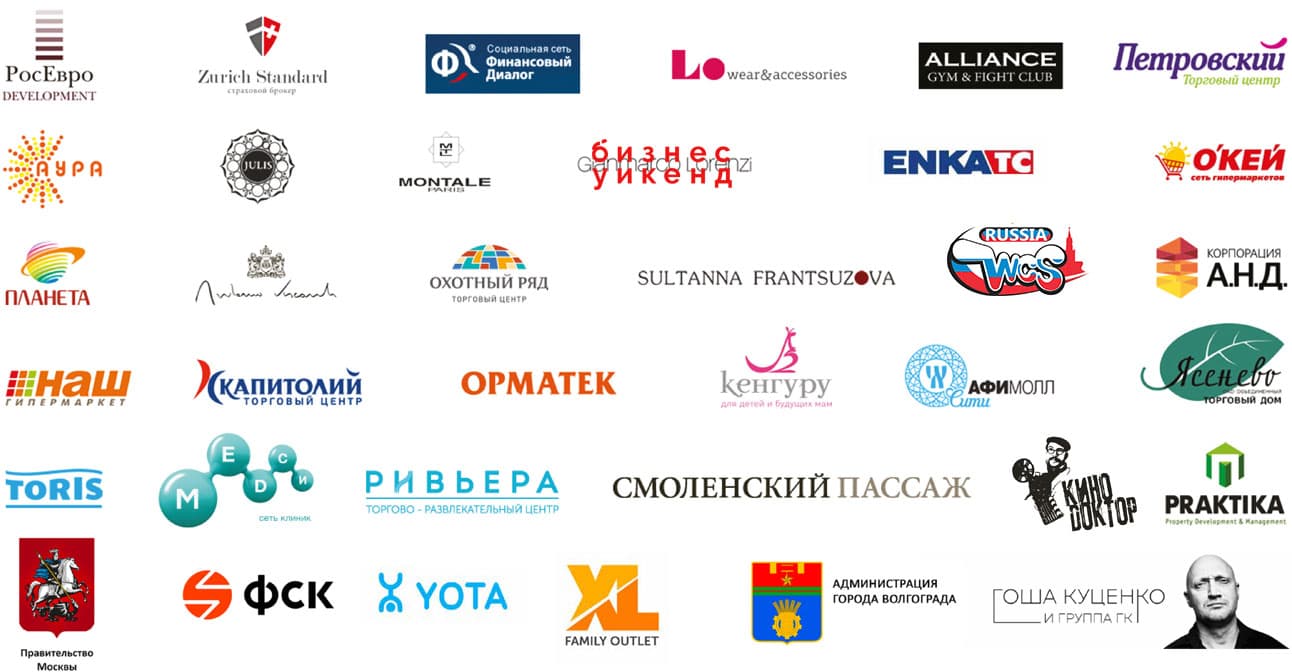 РосЕвро
DEVELOPMENT
Zurich Standard
страховой брокер
Социальная сеть
Финансовый
Диалог
Lo wear&accessories
ALLIANCE
GYM & FIGHT CLUB
Петровский
Торговый центр
АУРА
JULIS
MONTALE
PARIS
бизнес
Gianmarco Lorenzi
уикенд
ENKA TC
О'КЕЙ
сеть гипермаркетов
ПЛАНЕТА
ОХОТНЫЙ РЯД
ТОРГОВЫЙ ЦЕНТР
SULTANNA FRANTSUZOVA
RUSSIA
WCS
КОРПОРАЦИЯ
А.Н.Д.
НАШ
ГИПЕРМАРКЕТ
КАПИТОЛИЙ
ТОРГОВЫЙ ЦЕНТР
ОРМАТЕК
кенгуру
для детей и будущих мам
АФИМОЛЛ
Сити
Ясенево
ТОРГОВЫЙ ДОМ
TORIS
МЕDСИ
сеть клиник
РИВЬЕРА
ТОРГОВО - РАЗВЛЕКАТЕЛЬНЫЙ ЦЕНТР
СМОЛЕНСКИЙ ПАССАЖ
КИНО
ДОКТОР
PRAKTIKA
Property Development & Management
Правительство
Москвы
ФСК
YOTA
XL
FAMILY OUTLET
АДМИНИСТРАЦИЯ
ГОРОДА ВОЛГОГРАДА
ГОША КУЦЕНКО
И ГРУППА ГК